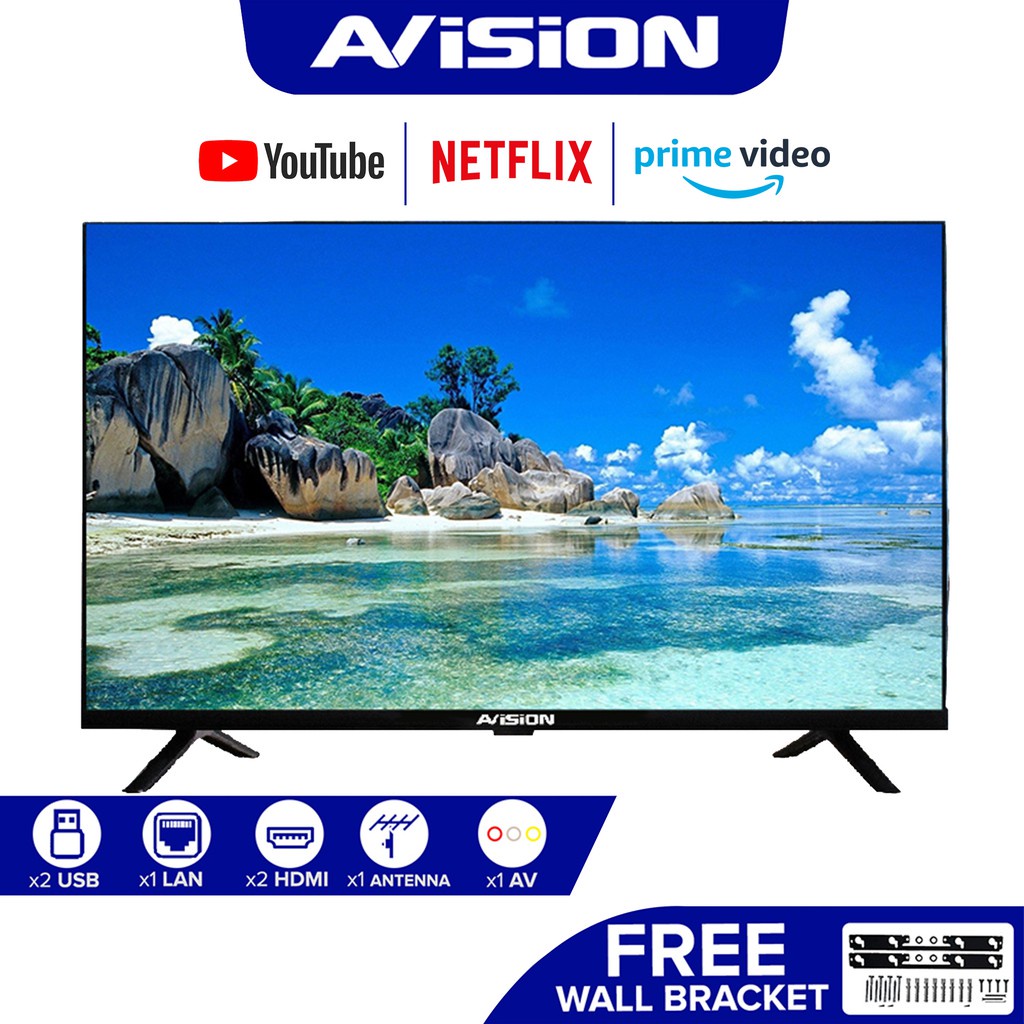 AVISION
YouTube
NETFLIX
prime video
AVISION
x2 USB
x1 LAN
x2 HDMI
x1 ANTENNA
x1 AV
FREE
WALL BRACKET